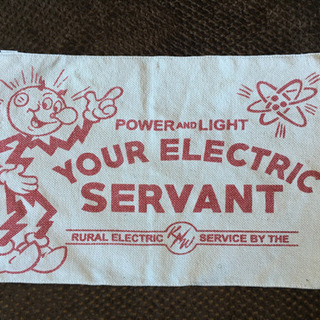 POWER AND LIGHT
YOUR ELECTRIC
SERVANT
RURAL ELECTRIC SERVICE BY THE